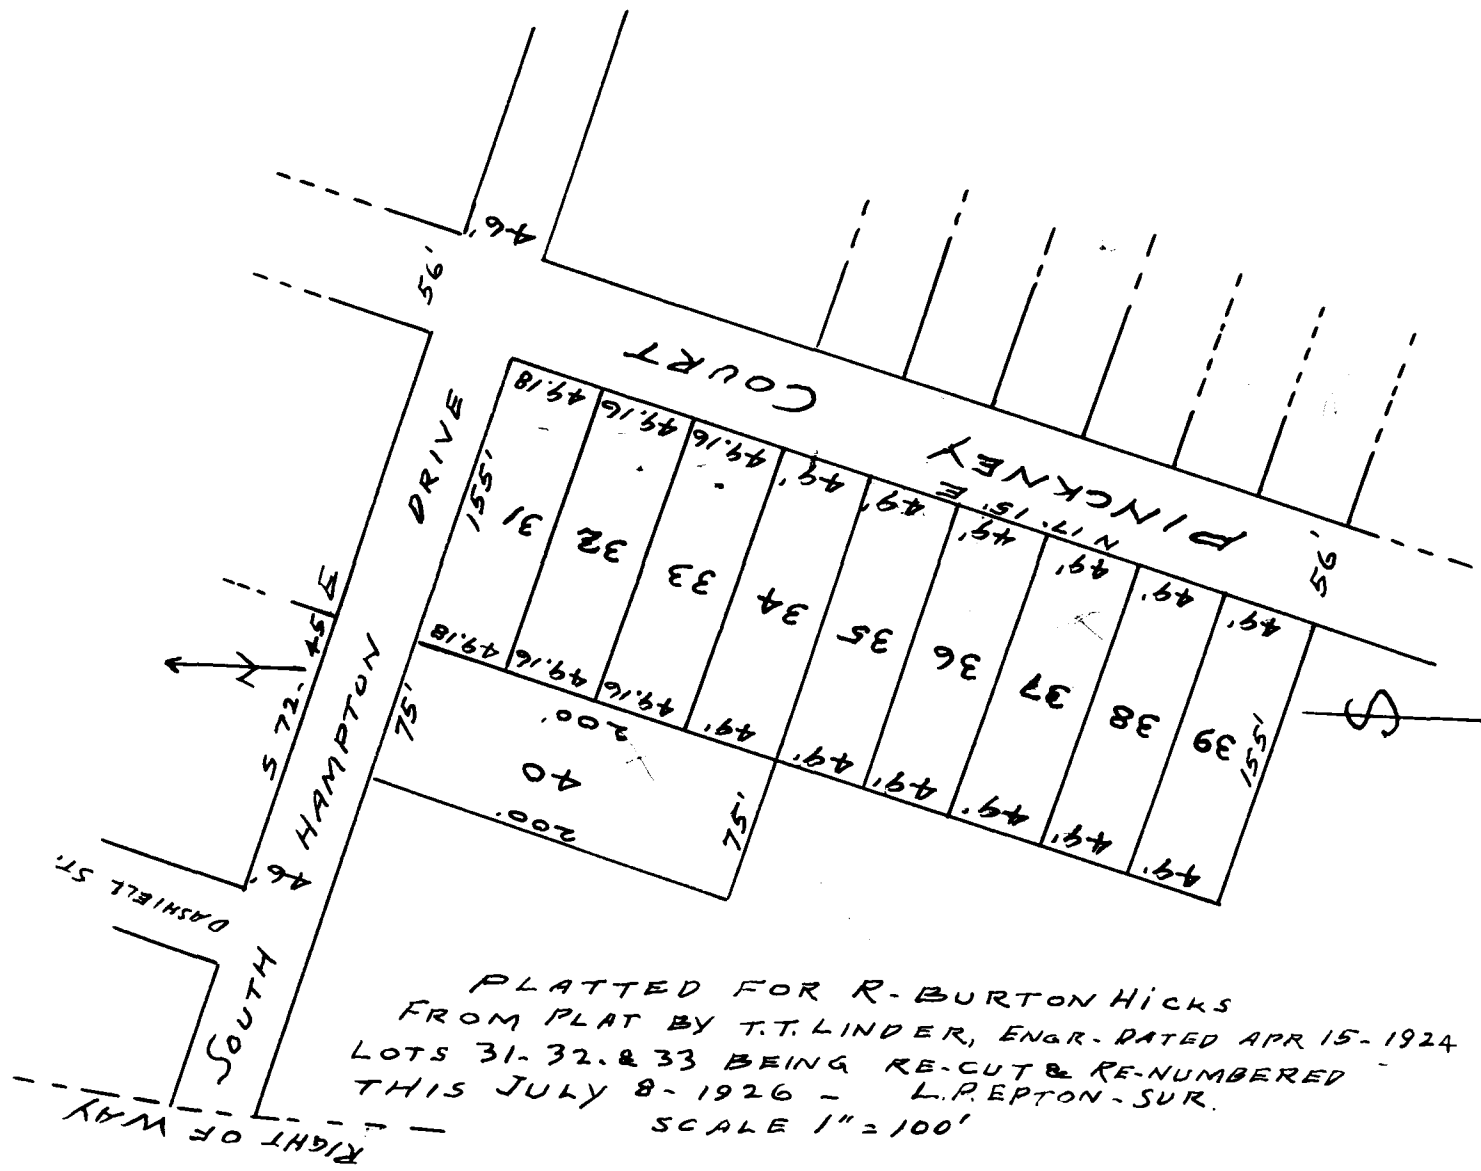 46'
56'
COURT
PINCKNEY
N 17. 15' E
56'
DRIVE
HAMPTON
SOUTH
S 72-45 E
155'
75'
46'
DASHIELL ST.
RIGHT OF WAY
49.18
49.16
49.16
49'
49'
49'
49'
49'
49'
31
32
33
34
35
36
37
38
39
155'
49.18
49.16
49.16
49'
49'
49'
49'
49'
49'
200'
40
200'
75'
S
PLATTED FOR R-BURTON HICKS
FROM PLAT BY T.T. LINDER, ENGR. DATED APR 15-1924
LOTS 31-32.& 33 BEING RE-CUT & RE-NUMBERED
THIS JULY 8-1926 - L.P. EPTON-SUR.
SCALE 1" = 100'